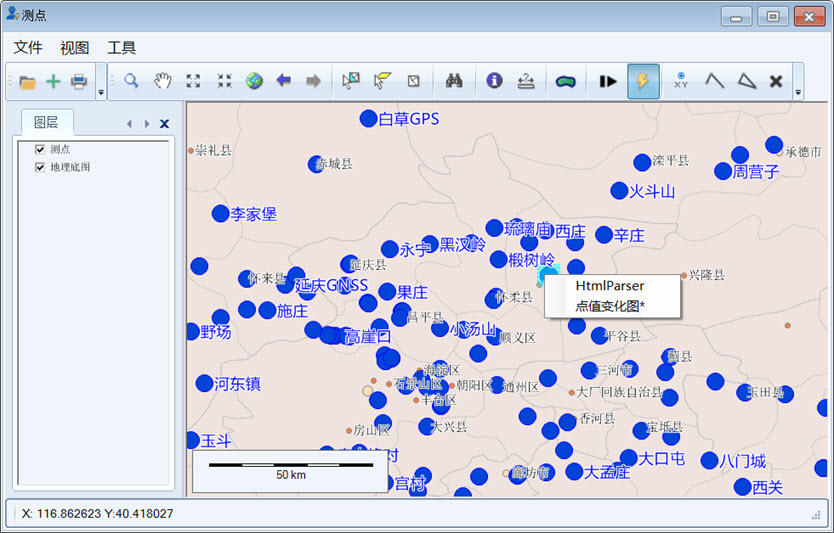 测点
文件 视图 工具
XY
图层
测点
地理底图
白草GPS
崇礼县
赤城县
滦平县
承德市
周营子
火斗山
李家堡
琉璃庙
西庄
辛庄
永宁
黑汉岭
延庆县
椴树岭
怀来县
延庆GNSS
兴隆县
HtmlParser
点值变化图*
果庄
怀柔县
施庄
昌平县
野场
高崖口
小汤山
顺义区
平谷县
蓟县
海淀区
三河市
河东镇
石景山区
朝阳区
通州区
大厂回族自治县
玉田县
丰台区
房山区
大兴县
香河县
宝坻县
玉斗
大口屯
八门城
廊坊市
大孟庄
50 km
宫村
西关
X: 116.862623 Y:40.418027